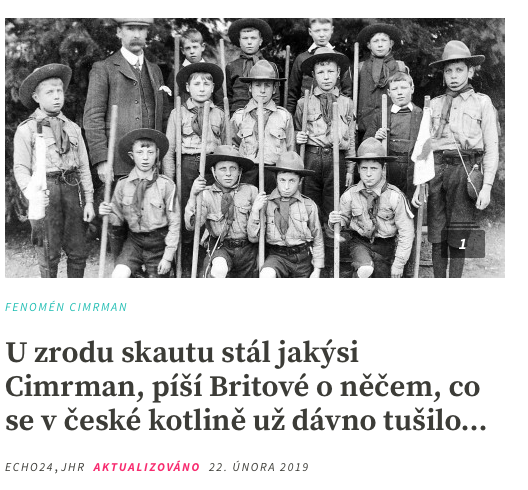 1
FENOMÉN CIMRMAN
U zrodu skautu stál jakýsi
Cimrman, píší Britové o něčem, co
se v české kotlině už dávno tušilo...
ECHO24, JHR AKTUALIZOVÁNO 22. ÚNORA 2019